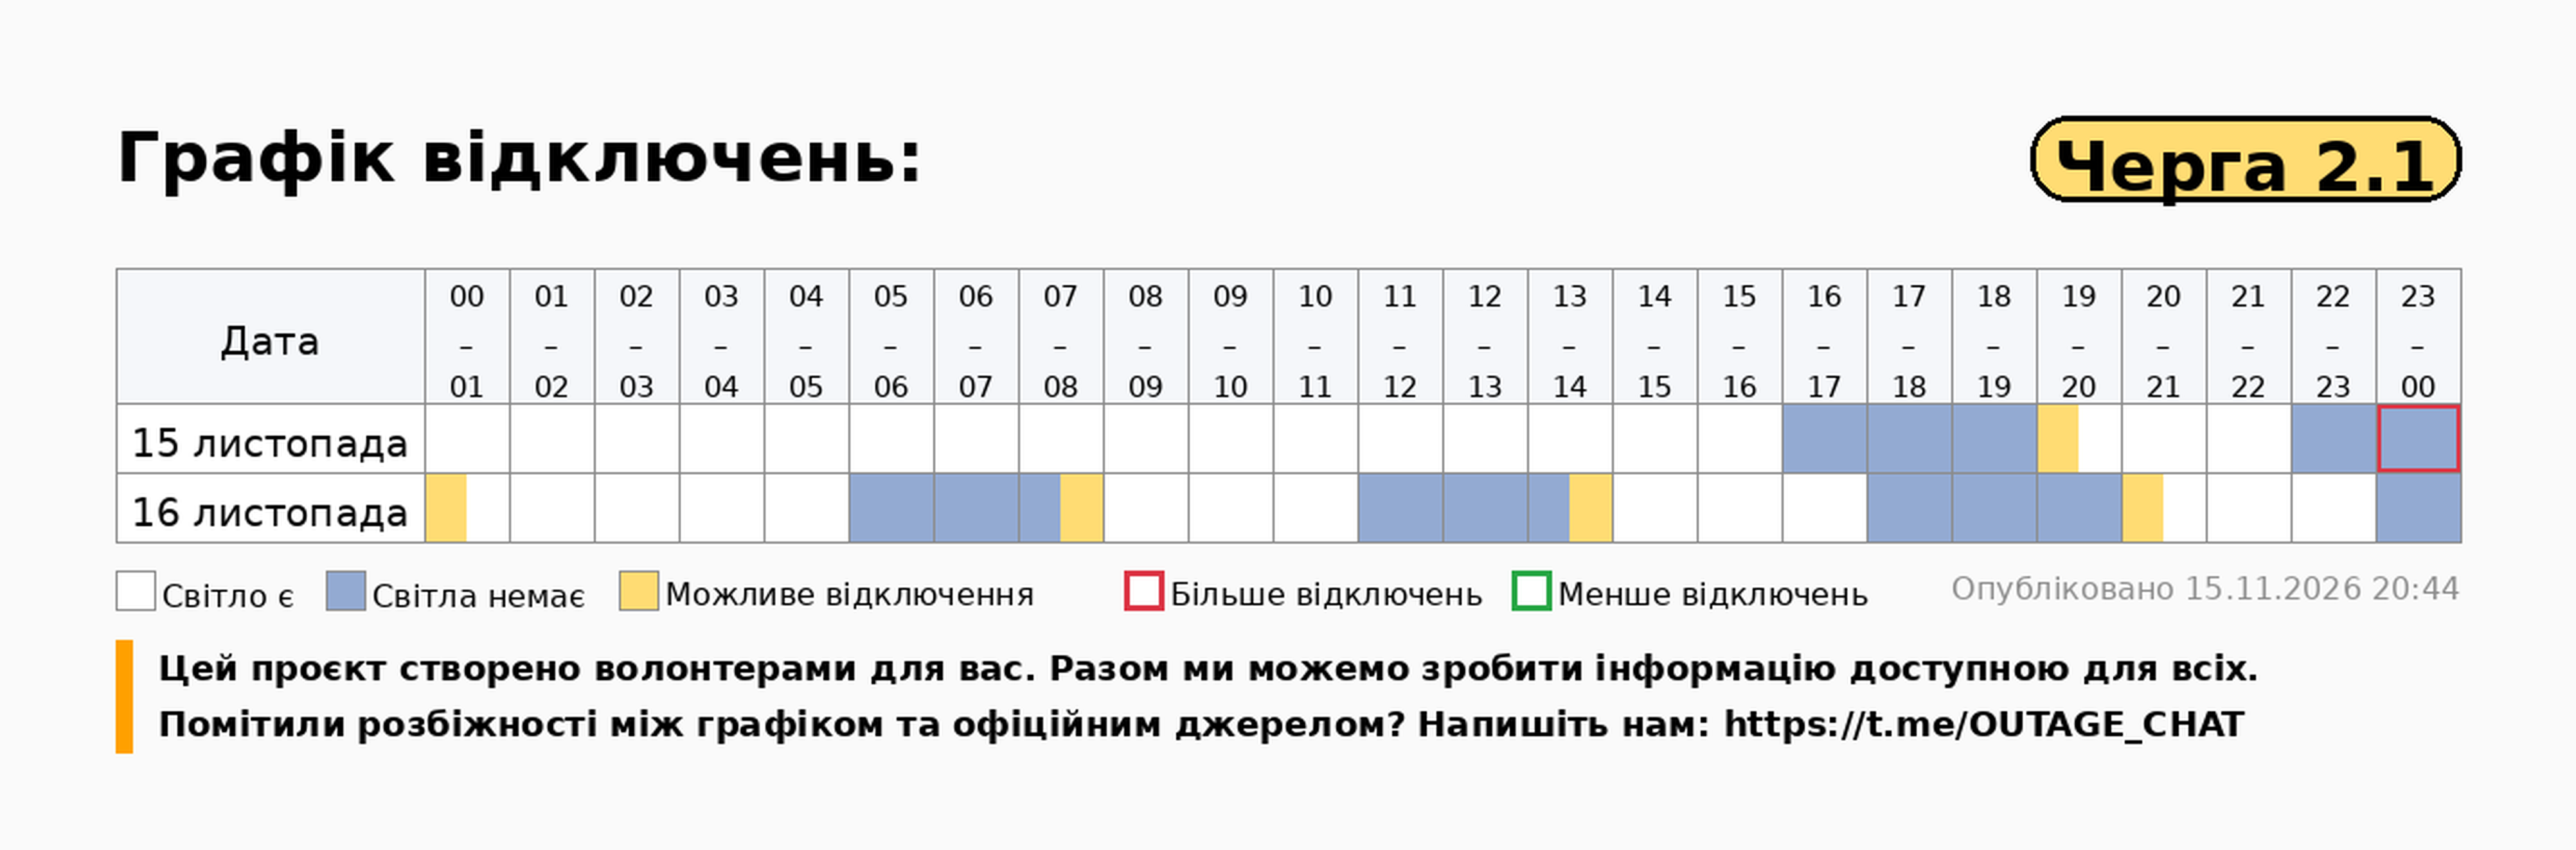 Графік відключень:
Черга 2.1
Дата 00 – 01 01 – 02 02 – 03 03 – 04 04 – 05 05 – 06 06 – 07 07 – 08 08 – 09 09 – 10 10 – 11 11 – 12 12 – 13 13 – 14 14 – 15 15 – 16 16 – 17 17 – 18 18 – 19 19 – 20 20 – 21 21 – 22 22 – 23 23 – 00
15 листопада
16 листопада
Світло є Світла немає Можливе відключення Більше відключень Менше відключень Опубліковано 15.11.2026 20:44
Цей проєкт створено волонтерами для вас. Разом ми можемо зробити інформацію доступною для всіх.
Помітили розбіжності між графіком та офіційним джерелом? Напишіть нам: https://t.me/OUTAGE_CHAT